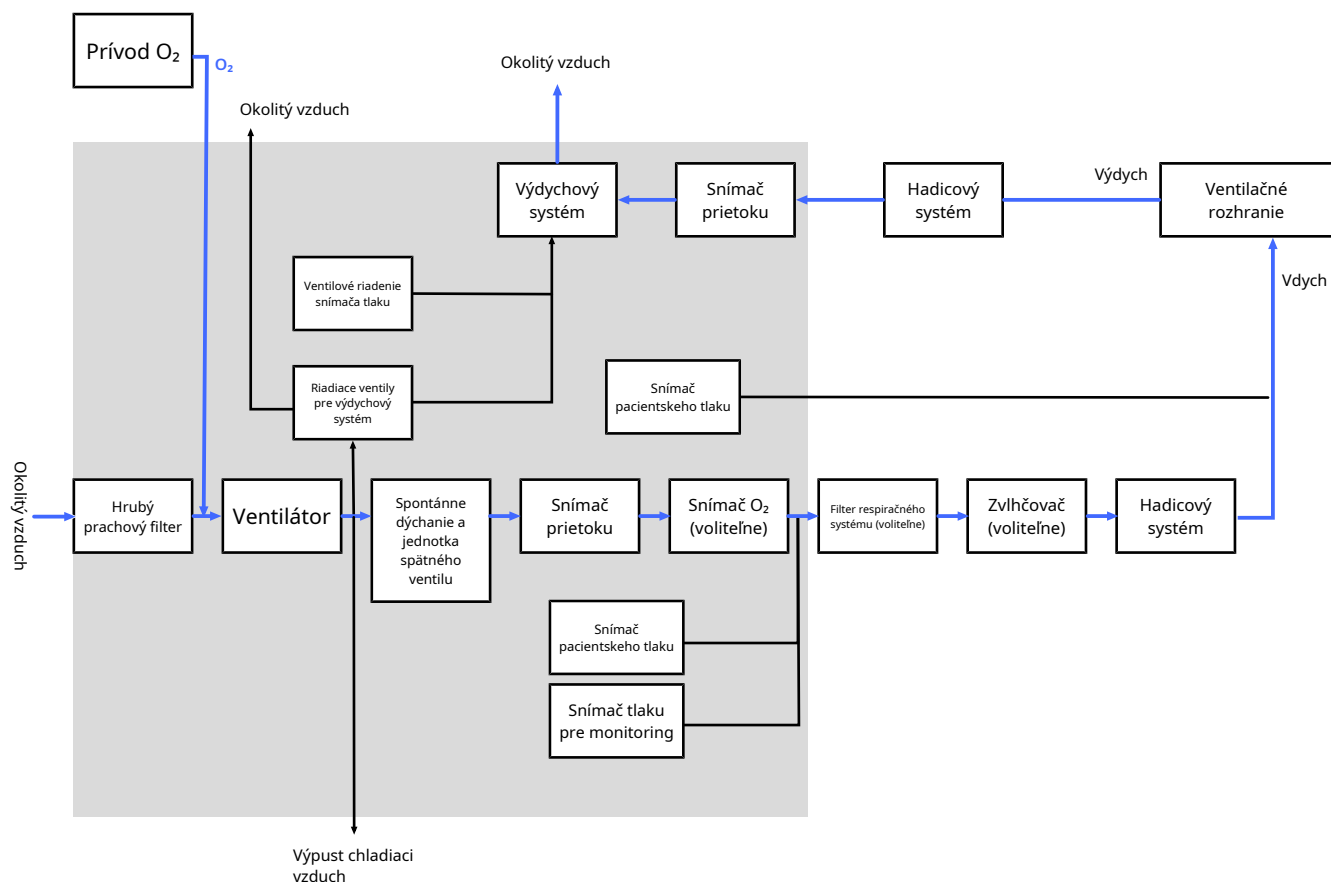 Prívod O₂
O₂
Okolitý vzduch
Okolitý vzduch
Výdychový
systém
Snímač
prietoku
Hadicový
systém
Výdych
Ventilačné
rozhranie
Vdych
Ventilové riadenie
snímača tlaku
Riadiace ventily
pre výdychový
systém
Snímač
pacientskeho tlaku
Okolitý vzduch
Hrubý
prachový filter
Ventilátor
Spontánne
dýchanie a
jednotka
spätného
ventilu
Snímač
prietoku
Snímač O₂
(voliteľne)
Filter respiračného
systému (voliteľne)
Zvlhčovač
(voliteľne)
Hadicový
systém
Snímač
pacientskeho tlaku
Snímač tlaku
pre monitoring
Výpust chladiaci
vzduch